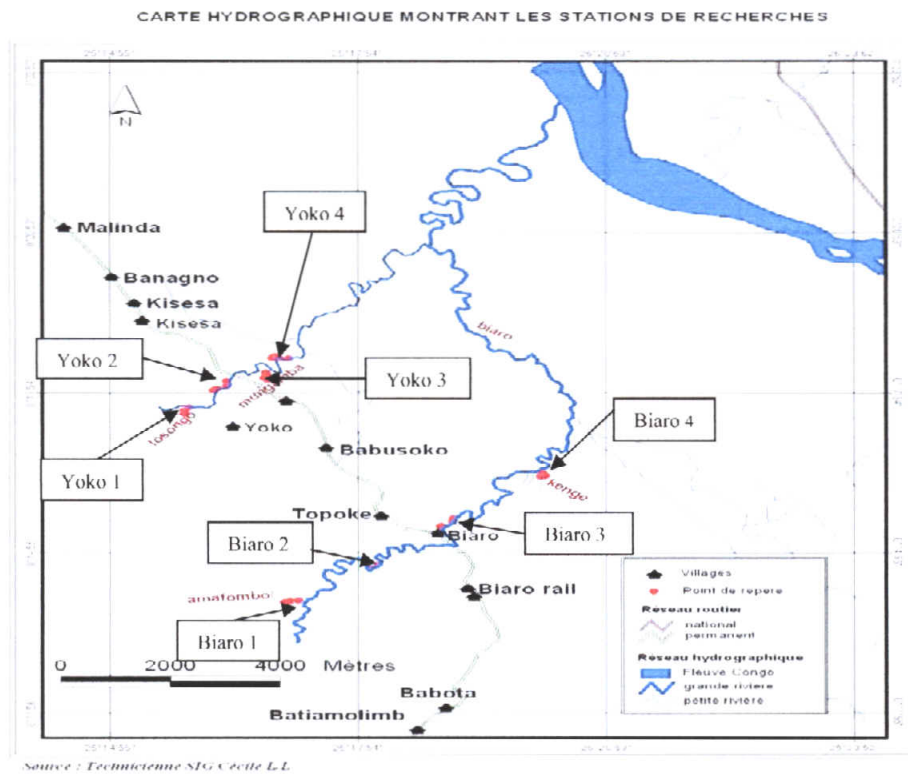 CARTE HYDROGRAPHIQUE MONTRANT LES STATIONS DE RECHERCHES
N
Yoko 4
Malinda
Banagno
Kisesa
Kisesa
biaro
Yoko 2
Yoko 3
losongo
Yoko
Biaro 4
Babusoko
Yoko 1
kenge
Topoke
Biaro
Biaro 3
Biaro 2
Biaro rail
amatombo
Biaro 1
0 2000 4000 Mètres
Babota
Batiamolimb
Villages
Point de repere
Réseau routier
national
permanent
Réseau hydrographique
Fleuve Congo
grande rivière
petite rivière
Source : Technicienne SIG Cécile L.L